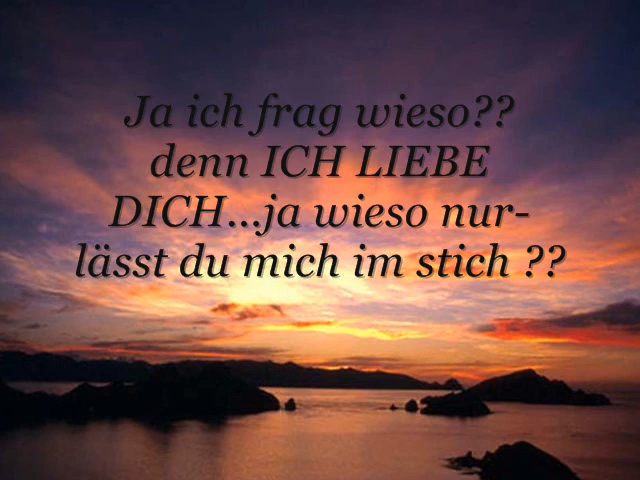 Ja ich frag wieso??
denn ICH LIEBE
DICH...ja wieso nur-
lässt du mich im stich ??